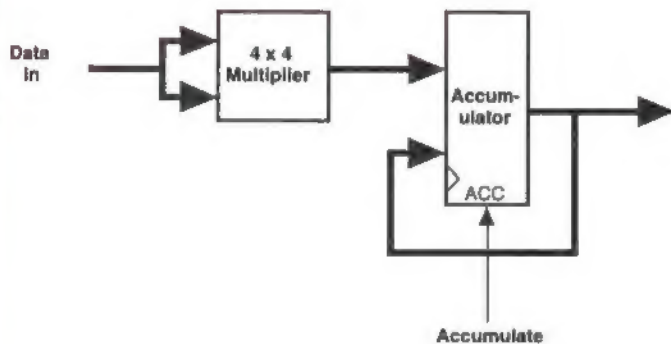 Data
In
4 x 4
Multiplier
Accum-
ulator
ACC
Accumulate